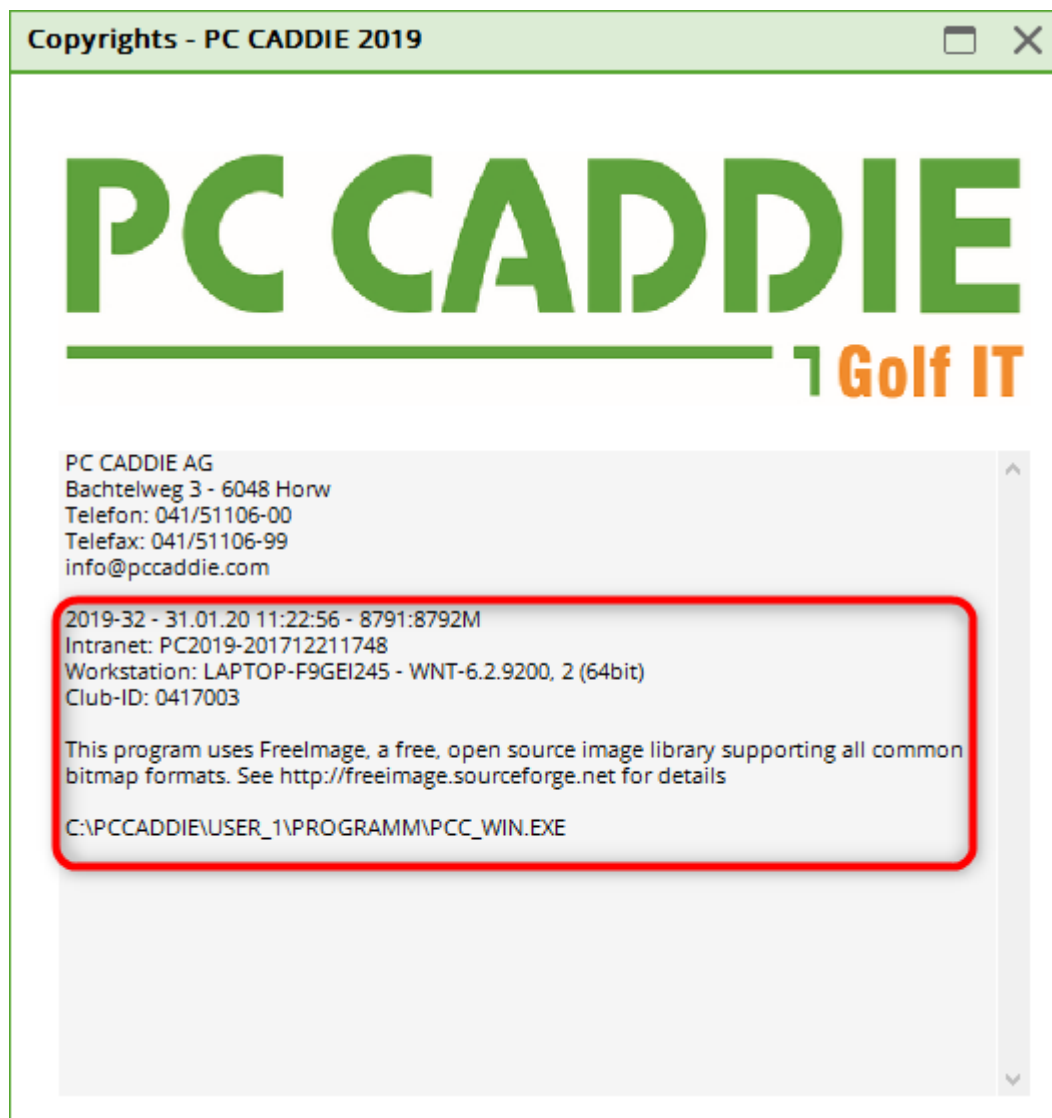 Copyrights - PC CADDIE 2019
PC CADDIE
Golf IT
PC CADDIE AG
Bachtelweg 3 - 6048 Horw
Telefon: 041/51106-00
Telefax: 041/51106-99
info@pccaddie.com
2019-32 - 31.01.20 11:22:56 - 8791:8792M
Intranet: PC2019-201712211748
Workstation: LAPTOP-F9GEI245 - WNT-6.2.9200, 2 (64bit)
Club-ID: 0417003
This program uses FreeImage, a free, open source image library supporting all common
bitmap formats. See http://freeimage.sourceforge.net for details
C:\PCCADDIE\USER_1\PROGRAMM\PCC_WIN.EXE